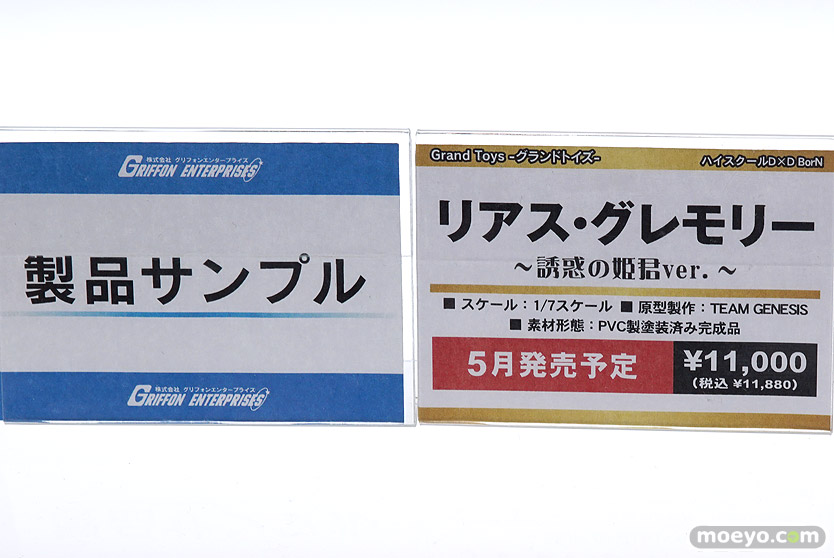 株式会社 グリフォンエンタープライズ
GRIFFON ENTERPRISES
製品サンプル
株式会社 グリフォンエンタープライズ
GRIFFON ENTERPRISES
Grand Toys -グランドトイズ- ハイスクールD×D BorN
リアス・グレモリー
～誘惑の姫君ver.～
■ スケール：1/7スケール ■ 原型製作：TEAM GENESIS
■ 素材形態：PVC製塗装済み完成品
5月発売予定 ¥11,000
(税込 ¥11,880)
moeyo.com